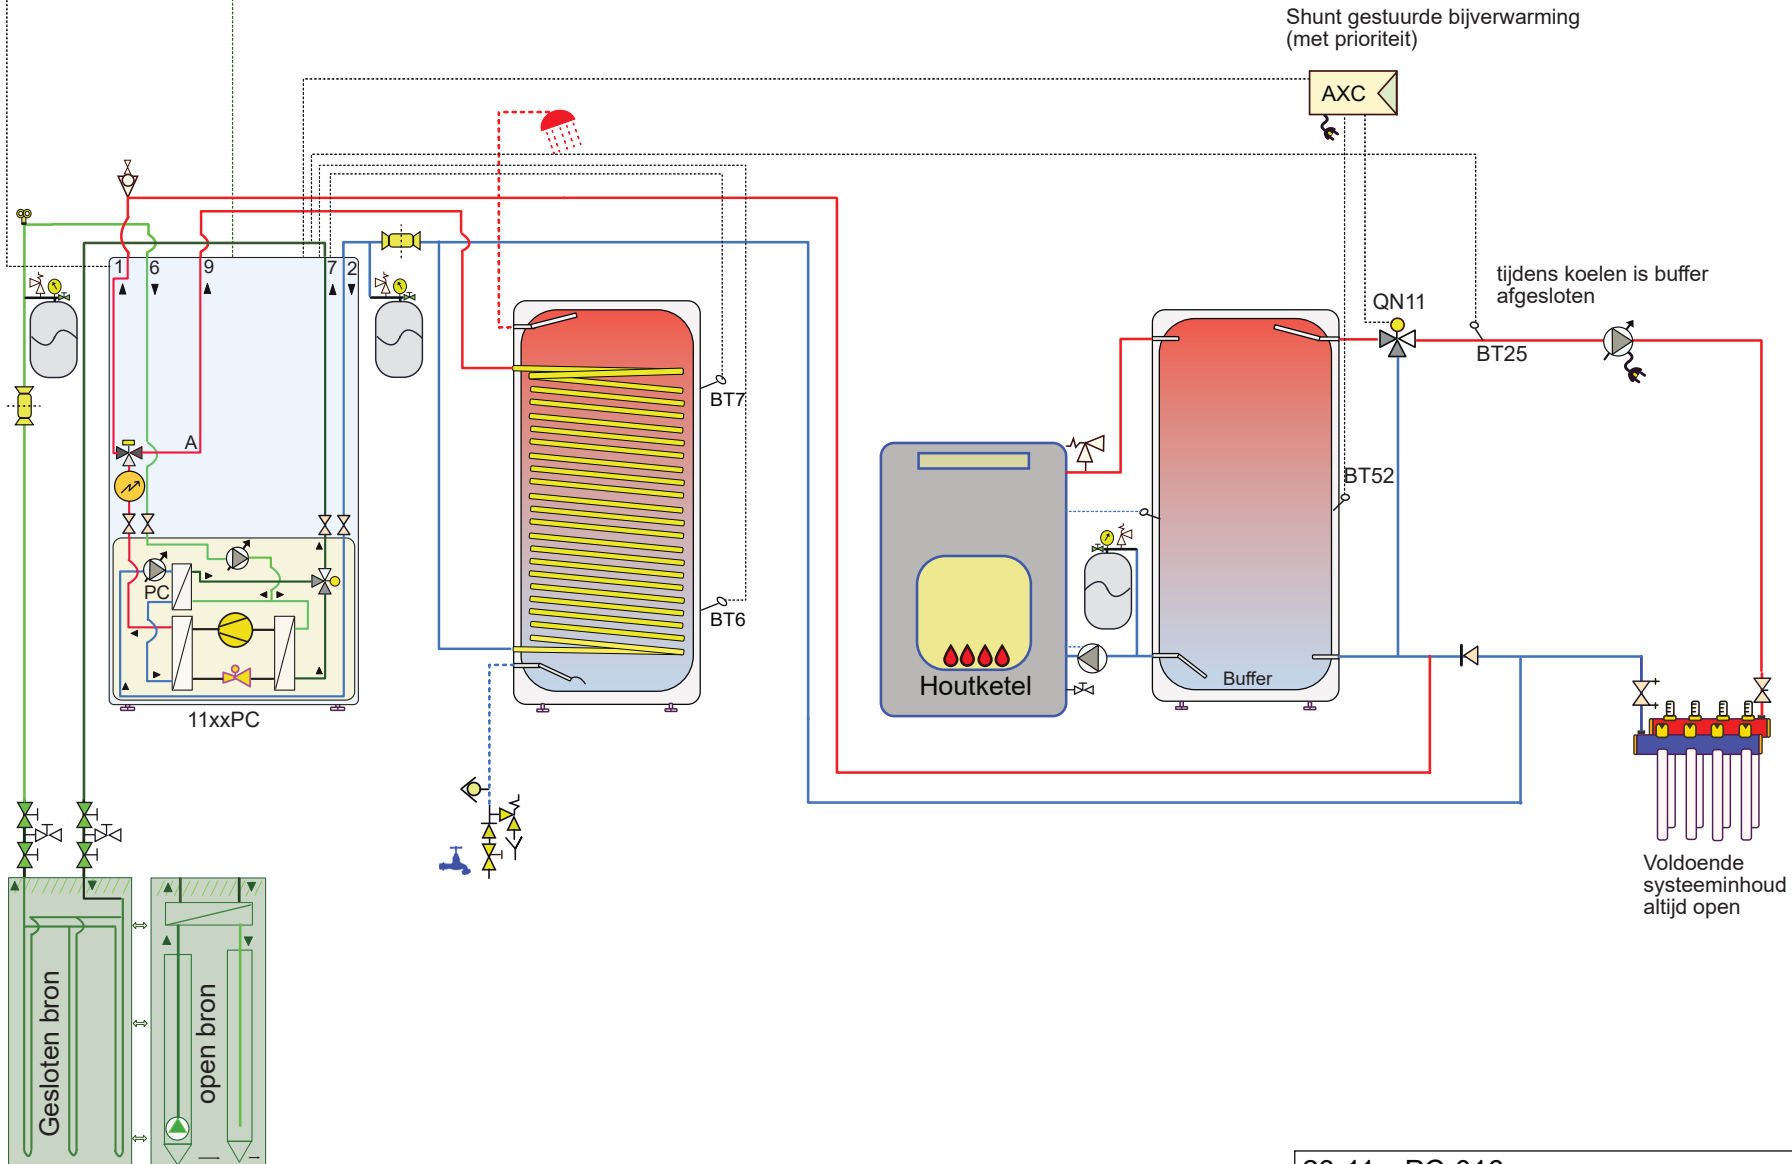 Shunt gestuurde bijverwarming
(met prioriteit)
AXC
1
6
9
7
2
tijdens koelen is buffer
afgesloten
QN11
BT25
BT7
A
BT52
PC
BT6
Houtketel
Buffer
11xxPC
Voldoende
systeeminhoud
altijd open
Gesloten bron
open bron